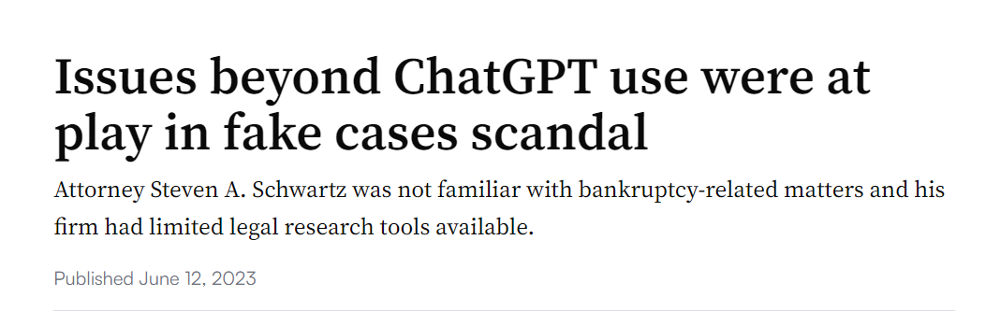 Issues beyond ChatGPT use were at
play in fake cases scandal
Attorney Steven A. Schwartz was not familiar with bankruptcy-related matters and his
firm had limited legal research tools available.
Published June 12, 2023